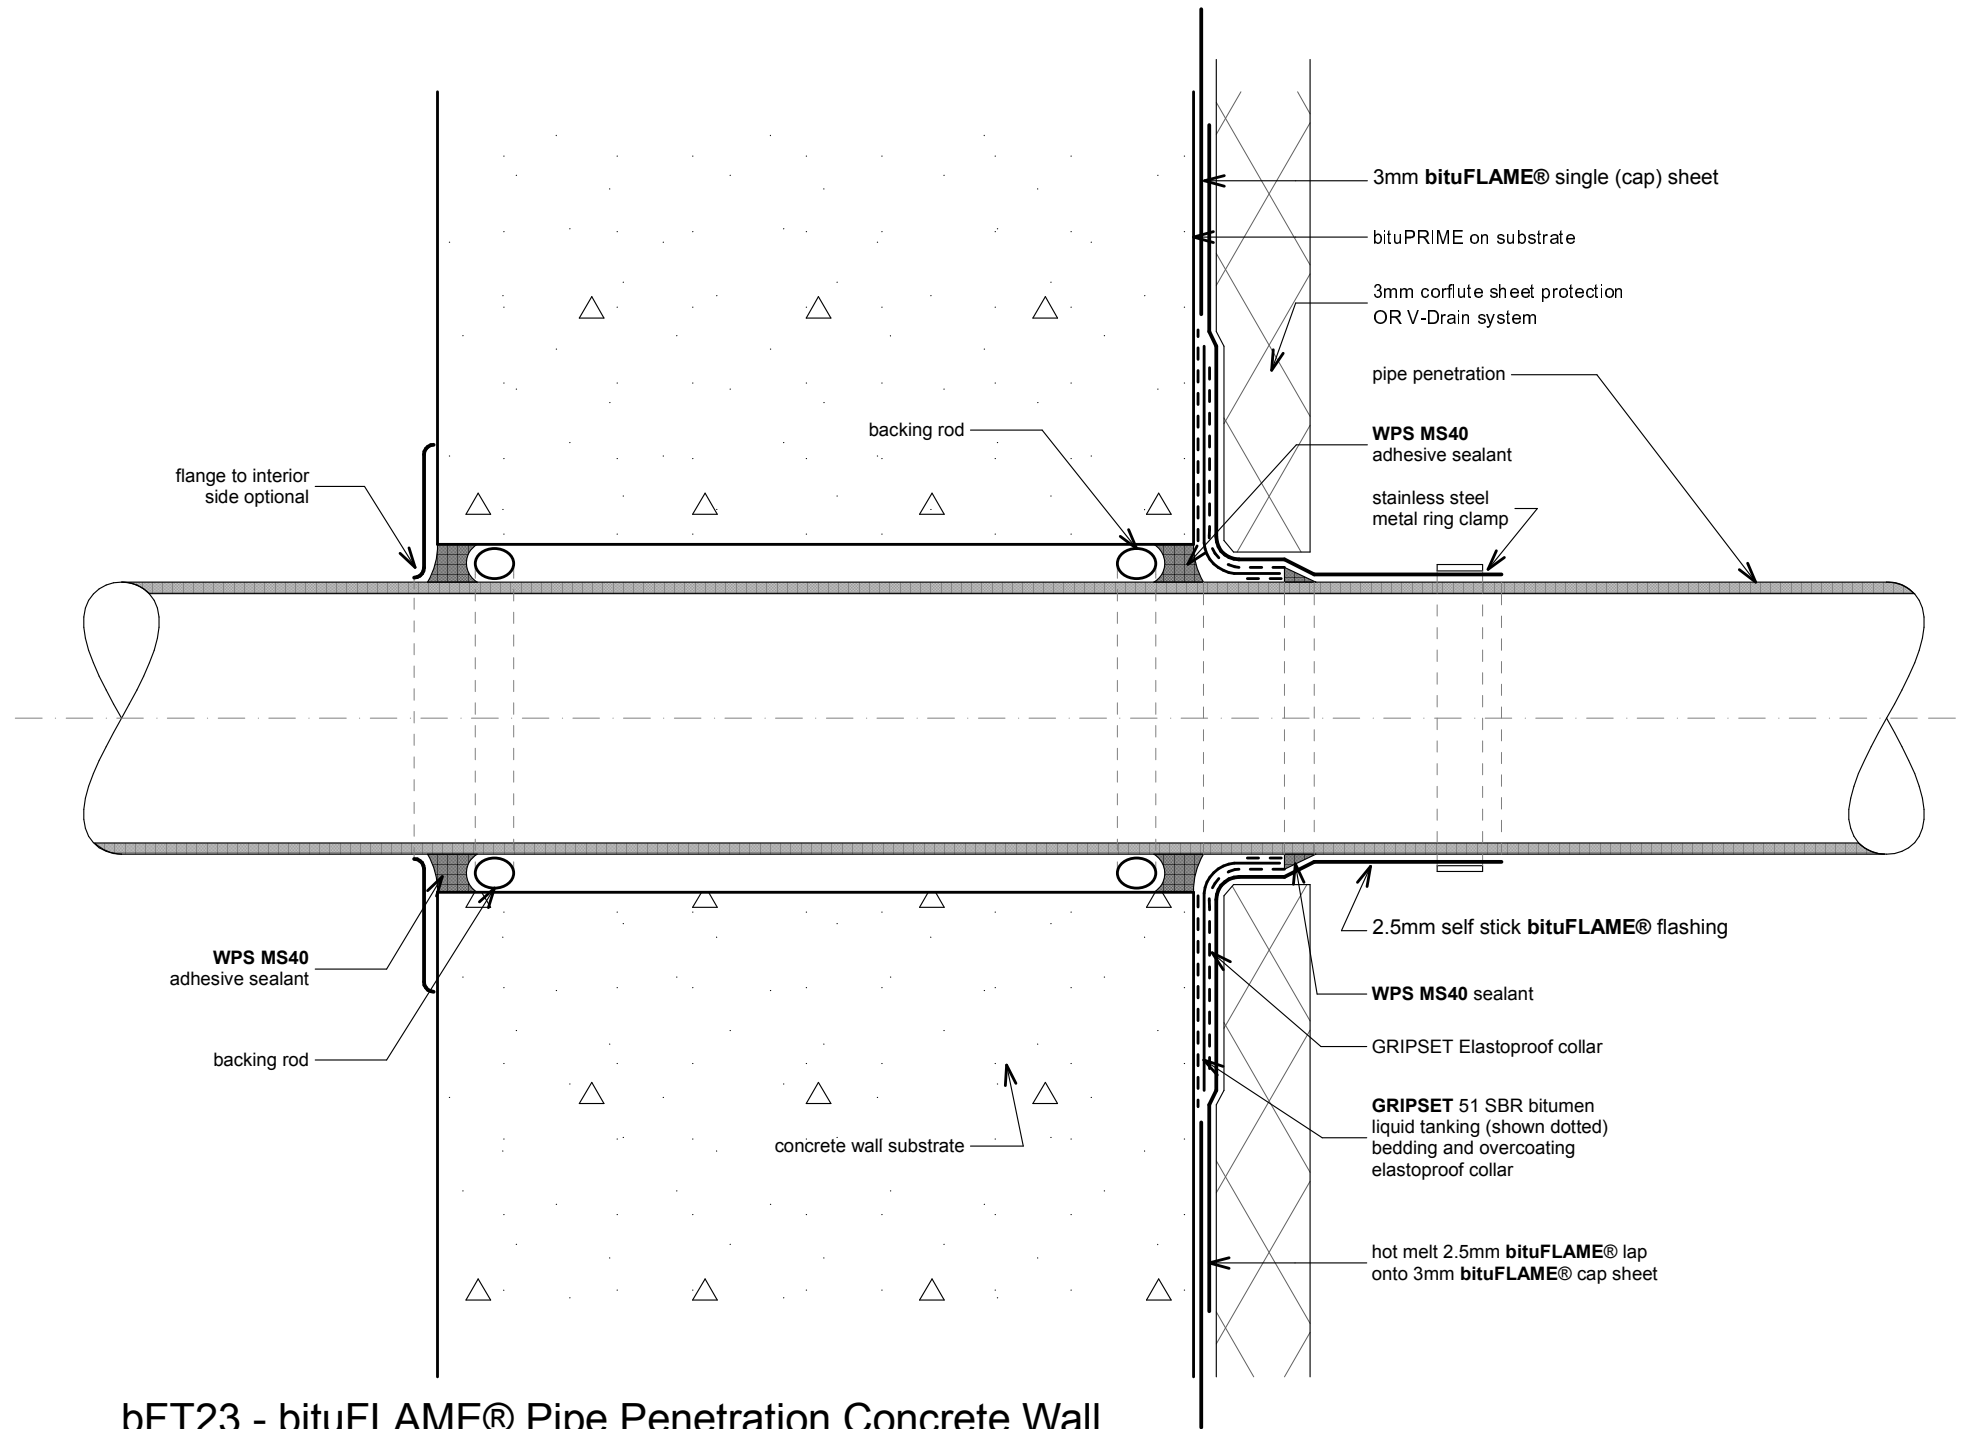 3mm bituFLAME® single (cap) sheet
bituPRIME on substrate
3mm corflute sheet protection
OR V-Drain system
pipe penetration
backing rod
WPS MS40
adhesive sealant
flange to interior
side optional
stainless steel
metal ring clamp
2.5mm self stick bituFLAME® flashing
WPS MS40
adhesive sealant
WPS MS40 sealant
GRIPSET Elastoproof collar
backing rod
GRIPSET 51 SBR bitumen
liquid tanking (shown dotted)
bedding and overcoating
elastoproof collar
concrete wall substrate
hot melt 2.5mm bituFLAME® lap
onto 3mm bituFLAME® cap sheet
bFT23 - bituFLAME® Pipe Penetration Concrete Wall